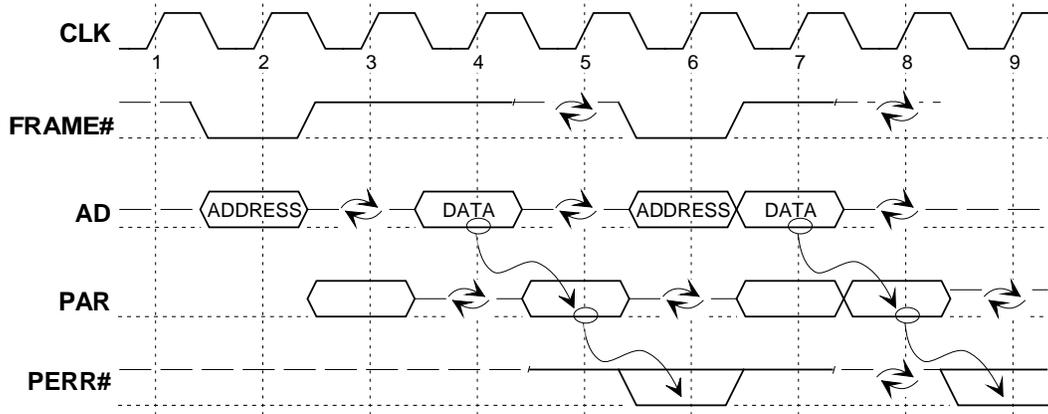 CLK
1 2 3 4 5 6 7 8 9
FRAME#
AD ADDRESS DATA ADDRESS DATA
PAR
PERR#